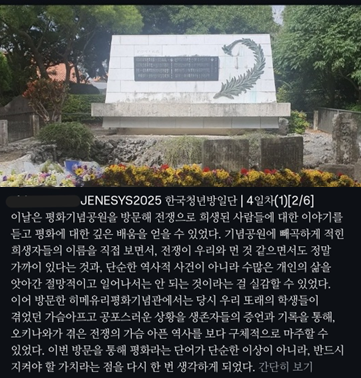 JENESYS2025 한국청년방일단 | 4일차(1)[2/6]
이날은 평화기념공원을 방문해 전쟁으로 희생된 사람들에 대한 이야기를
듣고 평화에 대한 깊은 배움을 얻을 수 있었다. 기념공원에 빼곡하게 적힌
희생자들의 이름을 직접 보면서, 전쟁이 우리와 먼 것 같으면서도 정말
가까이 있다는 것과, 단순한 역사적 사건이 아니라 수많은 개인의 삶을
앗아간 절망적이고 일어나서는 안 되는 것이라는 걸 실감할 수 있었다.
이어 방문한 히메유리평화기념관에서는 당시 우리 또래의 학생들이
겪었던 가슴아프고 공포스러운 상황을 생존자들의 증언과 기록을 통해,
오키나와가 겪은 전쟁의 가슴 아픈 역사를 보다 구체적으로 마주할 수
있었다. 이번 방문을 통해 평화라는 단어가 단순한 이상이 아니라, 반드시
지켜야 할 가치라는 점을 다시 한 번 생각하게 되었다. 간단히 보기